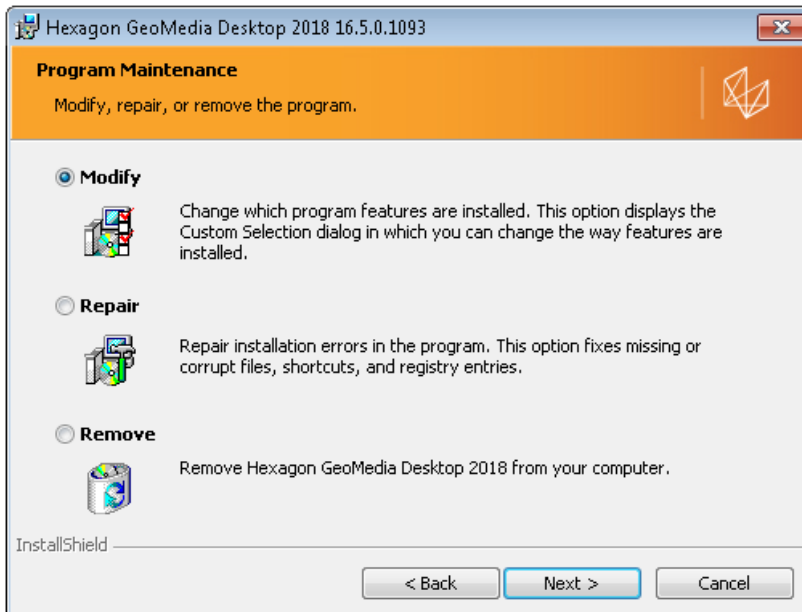 Hexagon GeoMedia Desktop 2018 16.5.0.1093
Program Maintenance
Modify, repair, or remove the program.
Modify
Change which program features are installed. This option displays the
Custom Selection dialog in which you can change the way features are
installed.
Repair
Repair installation errors in the program. This option fixes missing or
corrupt files, shortcuts, and registry entries.
Remove
Remove Hexagon GeoMedia Desktop 2018 from your computer.
InstallShield
< Back
Next >
Cancel